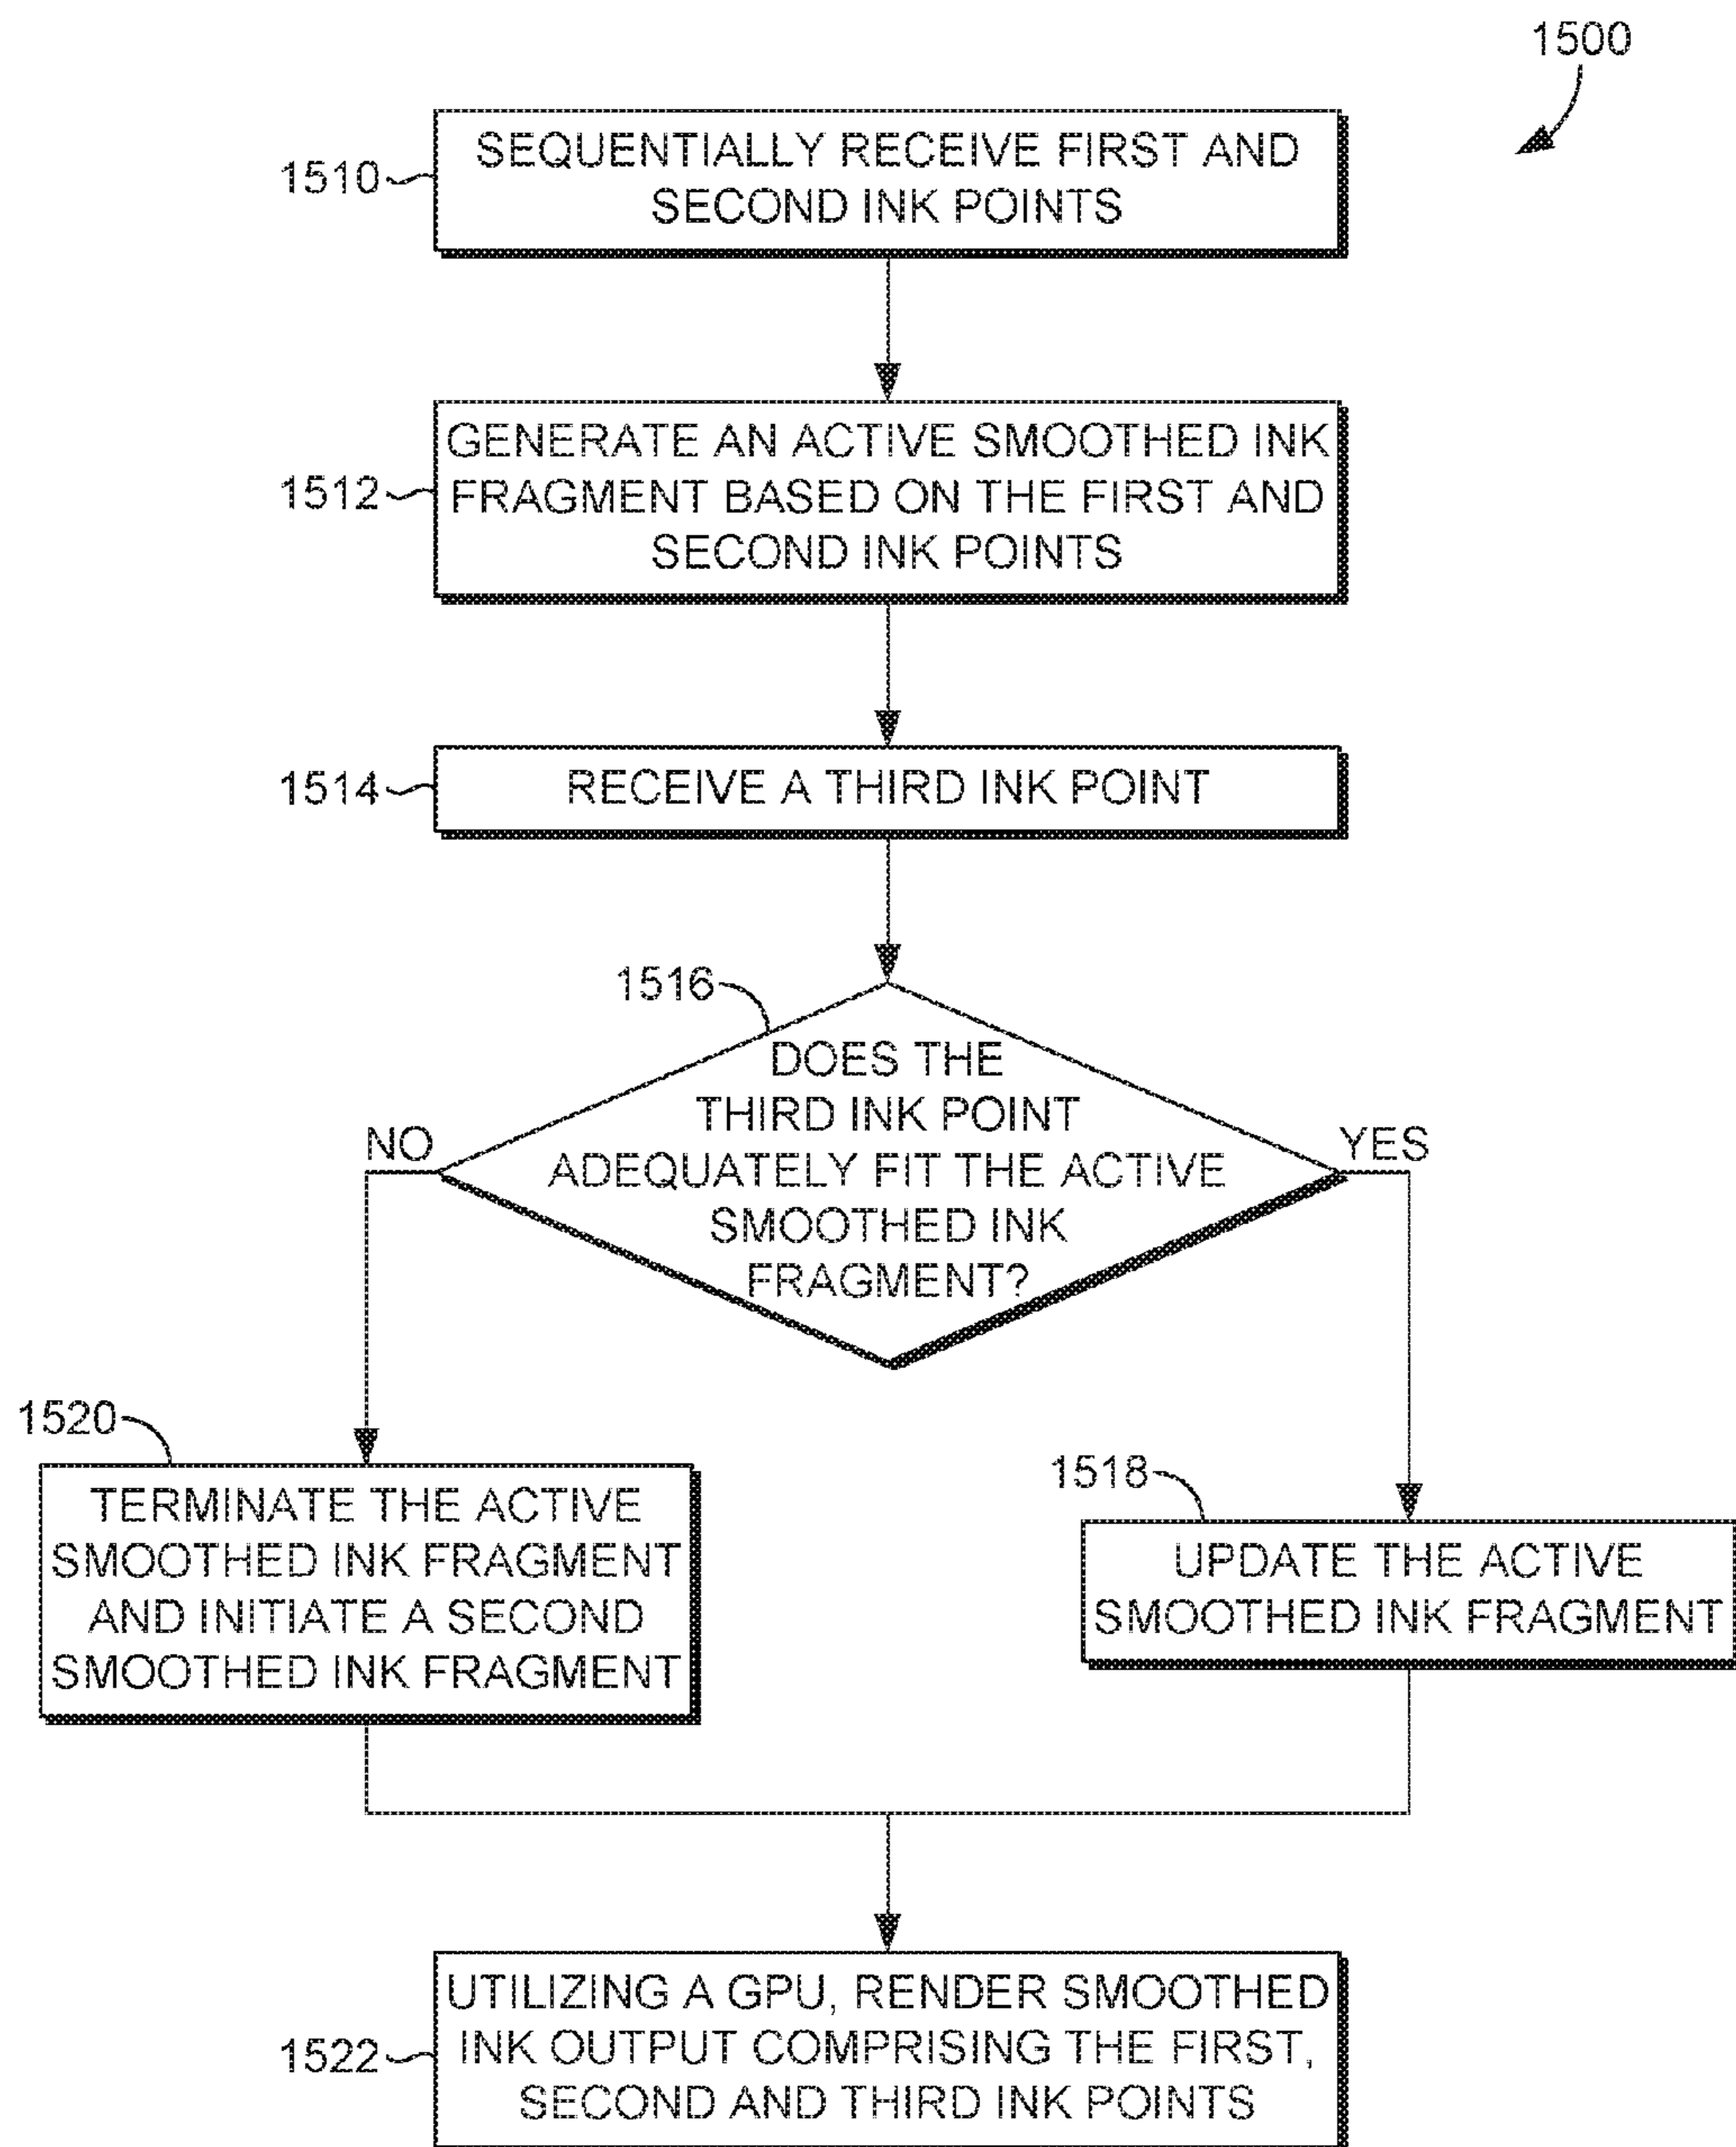 1500
1510
SEQUENTIALLY RECEIVE FIRST AND
SECOND INK POINTS
1512
GENERATE AN ACTIVE SMOOTHED INK
FRAGMENT BASED ON THE FIRST AND
SECOND INK POINTS
1514
RECEIVE A THIRD INK POINT
1516
DOES THE
THIRD INK POINT
ADEQUATELY FIT THE ACTIVE
SMOOTHED INK
FRAGMENT?
NO
YES
1520
TERMINATE THE ACTIVE
SMOOTHED INK FRAGMENT
AND INITIATE A SECOND
SMOOTHED INK FRAGMENT
1518
UPDATE THE ACTIVE
SMOOTHED INK FRAGMENT
1522
UTILIZING A GPU, RENDER SMOOTHED
INK OUTPUT COMPRISING THE FIRST,
SECOND AND THIRD INK POINTS